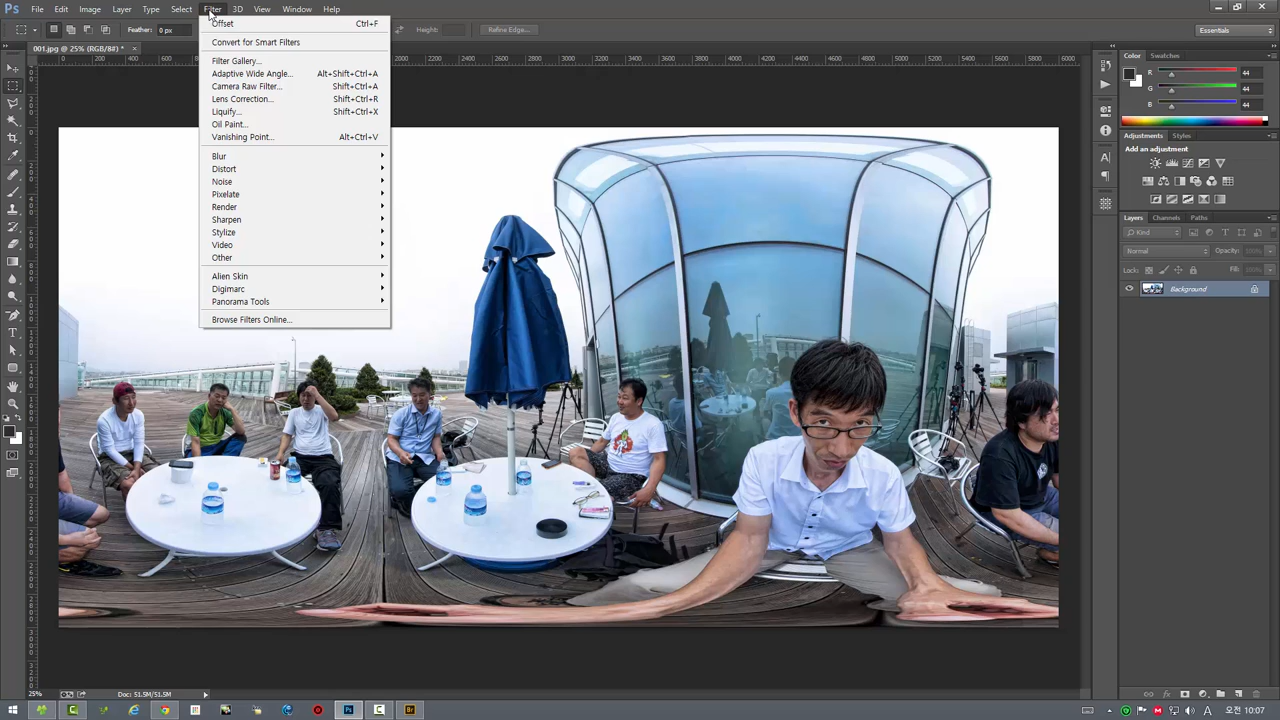 Ps File Edit Image Layer Type Select Filter 3D View Window Help
Feather: 0 px Height: Refine Edge... Essentials
001.jpg @ 25% (RGB/8#) *
Offset Ctrl+F
Convert for Smart Filters
Filter Gallery...
Adaptive Wide Angle... Alt+Shift+Ctrl+A
Camera Raw Filter... Shift+Ctrl+A
Lens Correction... Shift+Ctrl+R
Liquify... Shift+Ctrl+X
Oil Paint...
Vanishing Point... Alt+Ctrl+V
Blur
Distort
Noise
Pixelate
Render
Sharpen
Stylize
Video
Other
Alien Skin
Digimarc
Panorama Tools
Browse Filters Online...
Color Swatches
R 44
G 44
B 44
Adjustments Styles
Add an adjustment
Layers Channels Paths
Kind
Normal Opacity:
Lock: Fill:
Background
25% Doc: 51.5M/51.5M
오전 10:07